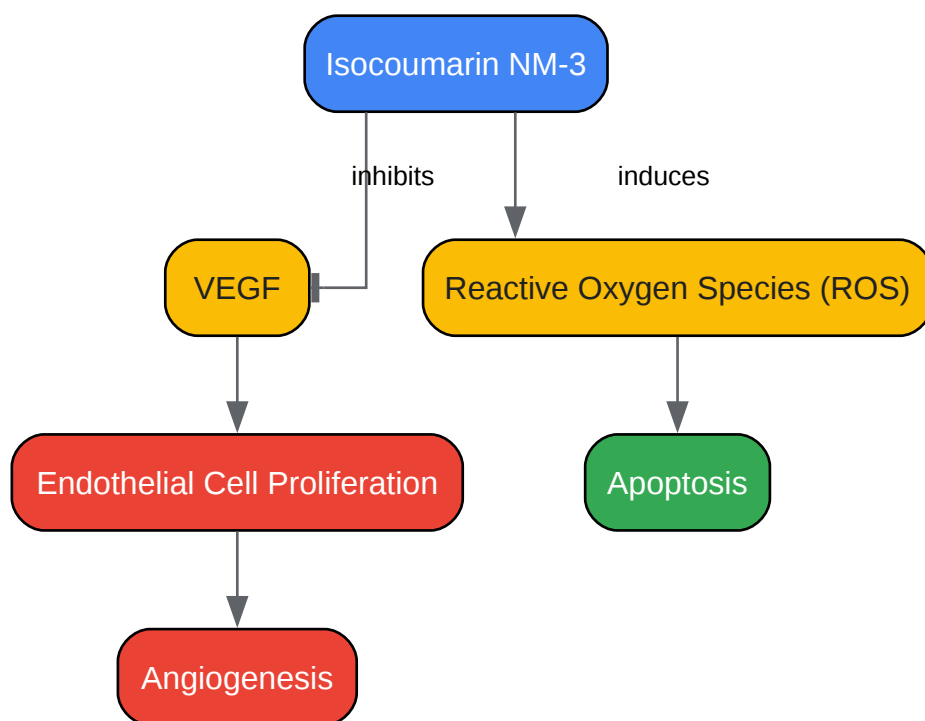 Isocoumarin NM-3
inhibits
induces
VEGF
Reactive Oxygen Species (ROS)
Endothelial Cell Proliferation
Apoptosis
Angiogenesis